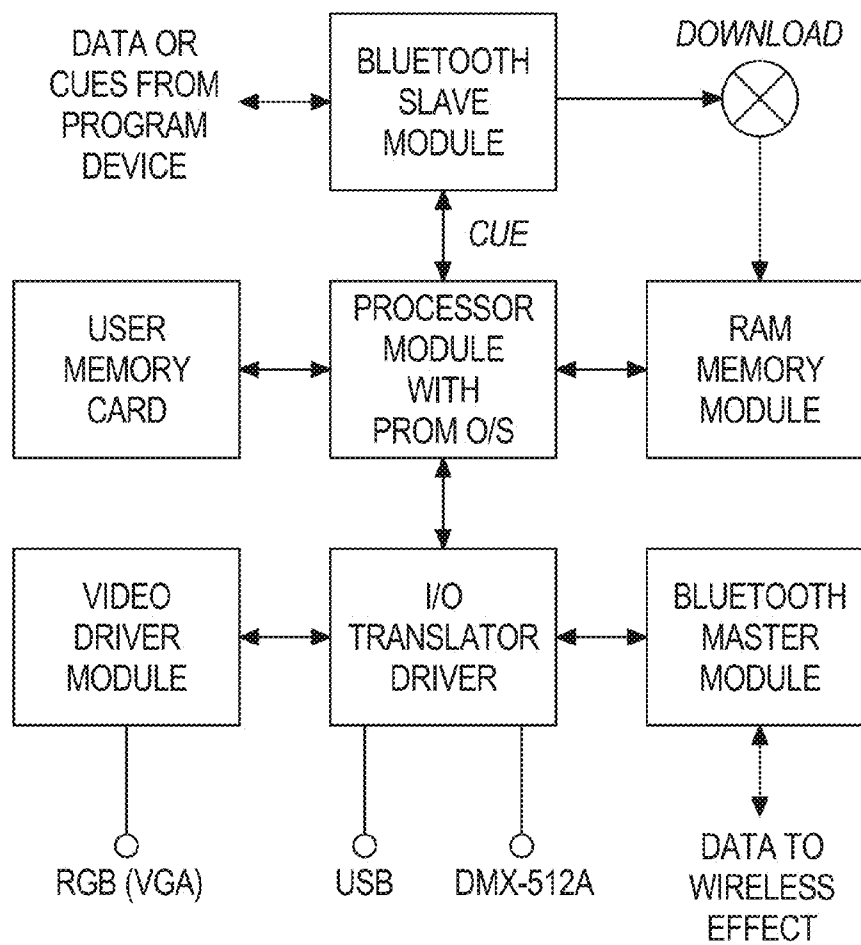 DATA OR
CUES FROM
PROGRAM
DEVICE
BLUETOOTH
SLAVE
MODULE
DOWNLOAD
CUE
USER
MEMORY
CARD
PROCESSOR
MODULE
WITH
PROM O/S
RAM
MEMORY
MODULE
VIDEO
DRIVER
MODULE
I/O
TRANSLATOR
DRIVER
BLUETOOTH
MASTER
MODULE
RGB (VGA)
USB
DMX-512A
DATA TO
WIRELESS
EFFECT